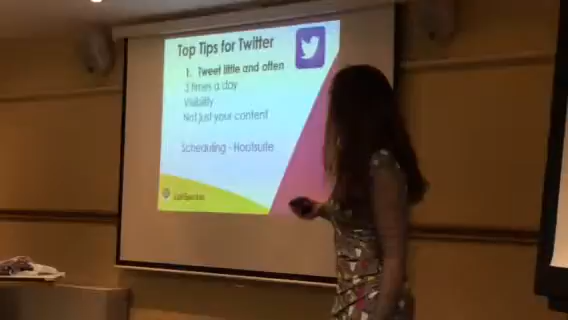 Top Tips for Twitter
1. Tweet little and often
3 times a day
Visibility
Not just your content
Scheduling - Hootsuite